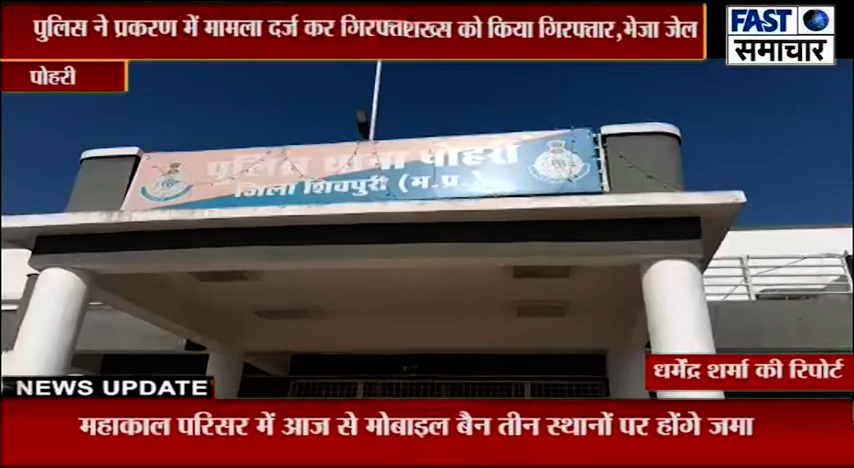 पुलिस ने प्रकरण में मामला दर्ज कर गिरफ्तशख्स को किया गिरफ्तार,भेजा जेल
FAST
समाचार
पोहरी
पुलिस थाना पोहरी
जिला शिवपुरी (म.प्र.)
धर्मेंद्र शर्मा की रिपोर्ट
NEWS UPDATE
महाकाल परिसर में आज से मोबाइल बैन तीन स्थानों पर होंगे जमा